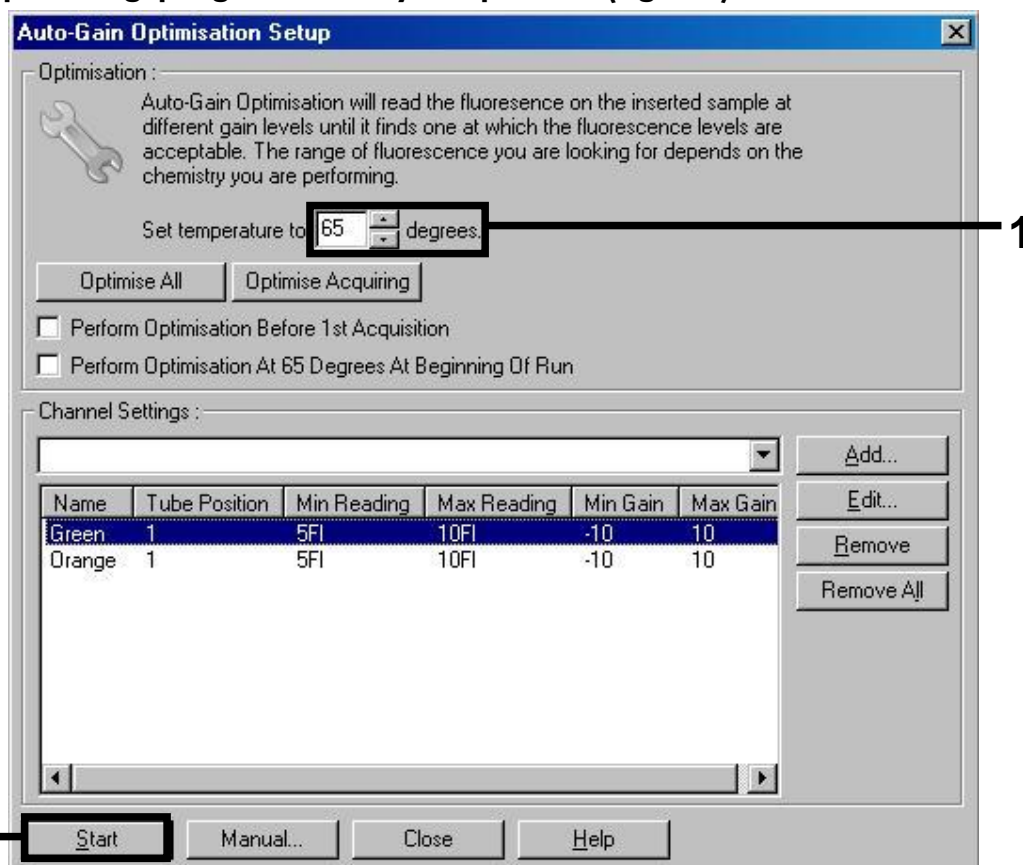 Auto-Gain Optimisation Setup
Optimisation :
Auto-Gain Optimisation will read the fluoresence on the inserted sample at
different gain levels until it finds one at which the fluorescence levels are
acceptable. The range of fluorescence you are looking for depends on the
chemistry you are performing.
Set temperature to 65 degrees.
1
Optimise All Optimise Acquiring
Perform Optimisation Before 1st Acquisition
Perform Optimisation At 65 Degrees At Beginning Of Run
Channel Settings :
Add...
Name Tube Position Min Reading Max Reading Min Gain Max Gain
Edit...
Green 1 5Fl 10Fl -10 10
Remove
Orange 1 5Fl 10Fl -10 10
Remove All
Start Manual... Close Help